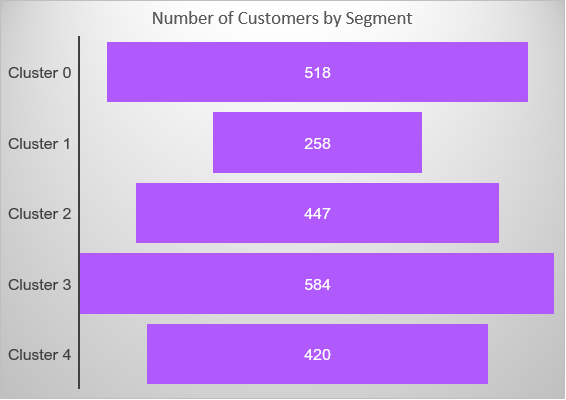 Number of Customers by Segment
Cluster 0 518
Cluster 1 258
Cluster 2 447
Cluster 3 584
Cluster 4 420